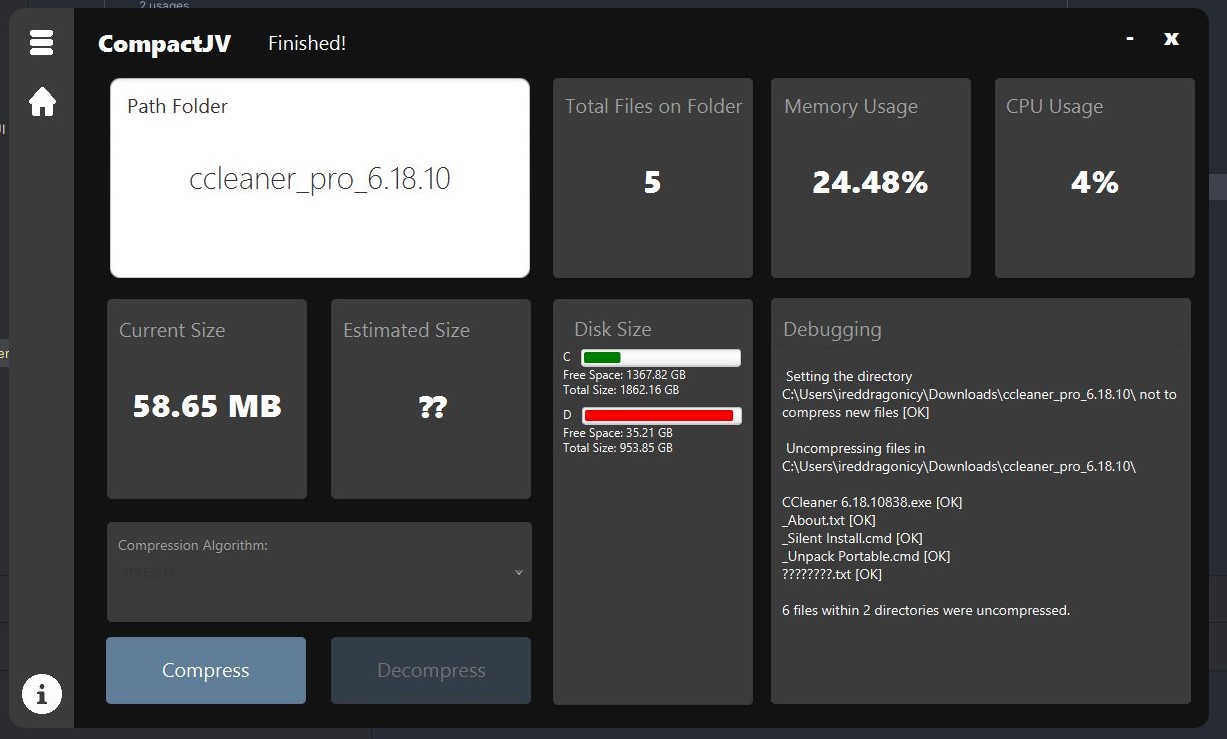 2 usages
CompactJV
Finished!
-
x
Path Folder
ccleaner_pro_6.18.10
Total Files on Folder
5
Memory Usage
24.48%
CPU Usage
4%
Current Size
58.65 MB
Estimated Size
??
Disk Size
C
Free Space: 1367.82 GB
Total Size: 1862.16 GB
D
Free Space: 35.21 GB
Total Size: 953.85 GB
Debugging
Setting the directory
C:\Users\ireddragonicy\Downloads\ccleaner_pro_6.18.10\ not to
compress new files [OK]
Uncompressing files in
C:\Users\ireddragonicy\Downloads\ccleaner_pro_6.18.10\
CCleaner 6.18.10838.exe [OK]
_About.txt [OK]
_Silent Install.cmd [OK]
_Unpack Portable.cmd [OK]
????????.txt [OK]
6 files within 2 directories were uncompressed.
Compression Algorithm:
Compress
Decompress
i